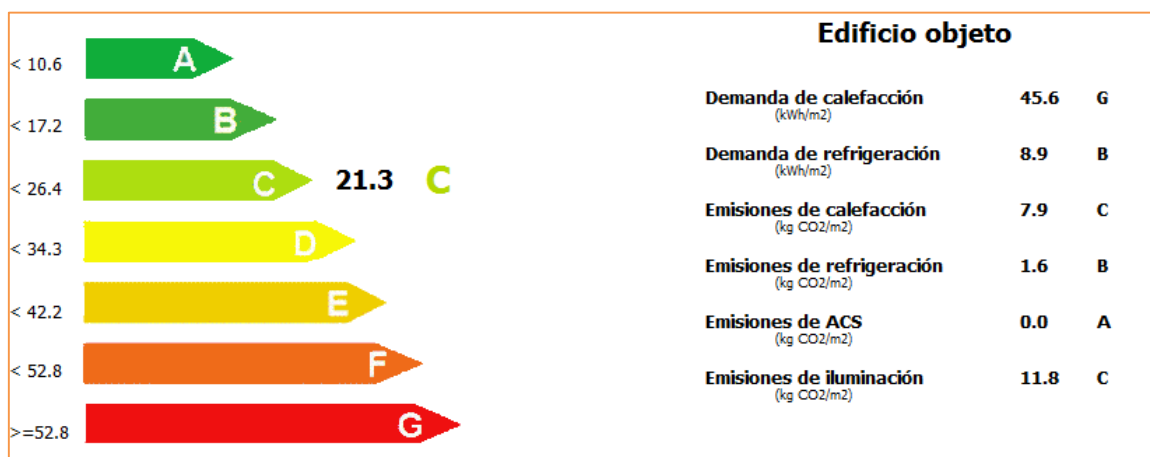 < 10.6 A
< 17.2 B
< 26.4 C 21.3 C
< 34.3 D
< 42.2 E
< 52.8 F
>=52.8 G
Edificio objeto
Demanda de calefacción 45.6 G
(kWh/m2)
Demanda de refrigeración 8.9 B
(kWh/m2)
Emisiones de calefacción 7.9 C
(kg CO2/m2)
Emisiones de refrigeración 1.6 B
(kg CO2/m2)
Emisiones de ACS 0.0 A
(kg CO2/m2)
Emisiones de iluminación 11.8 C
(kg CO2/m2)